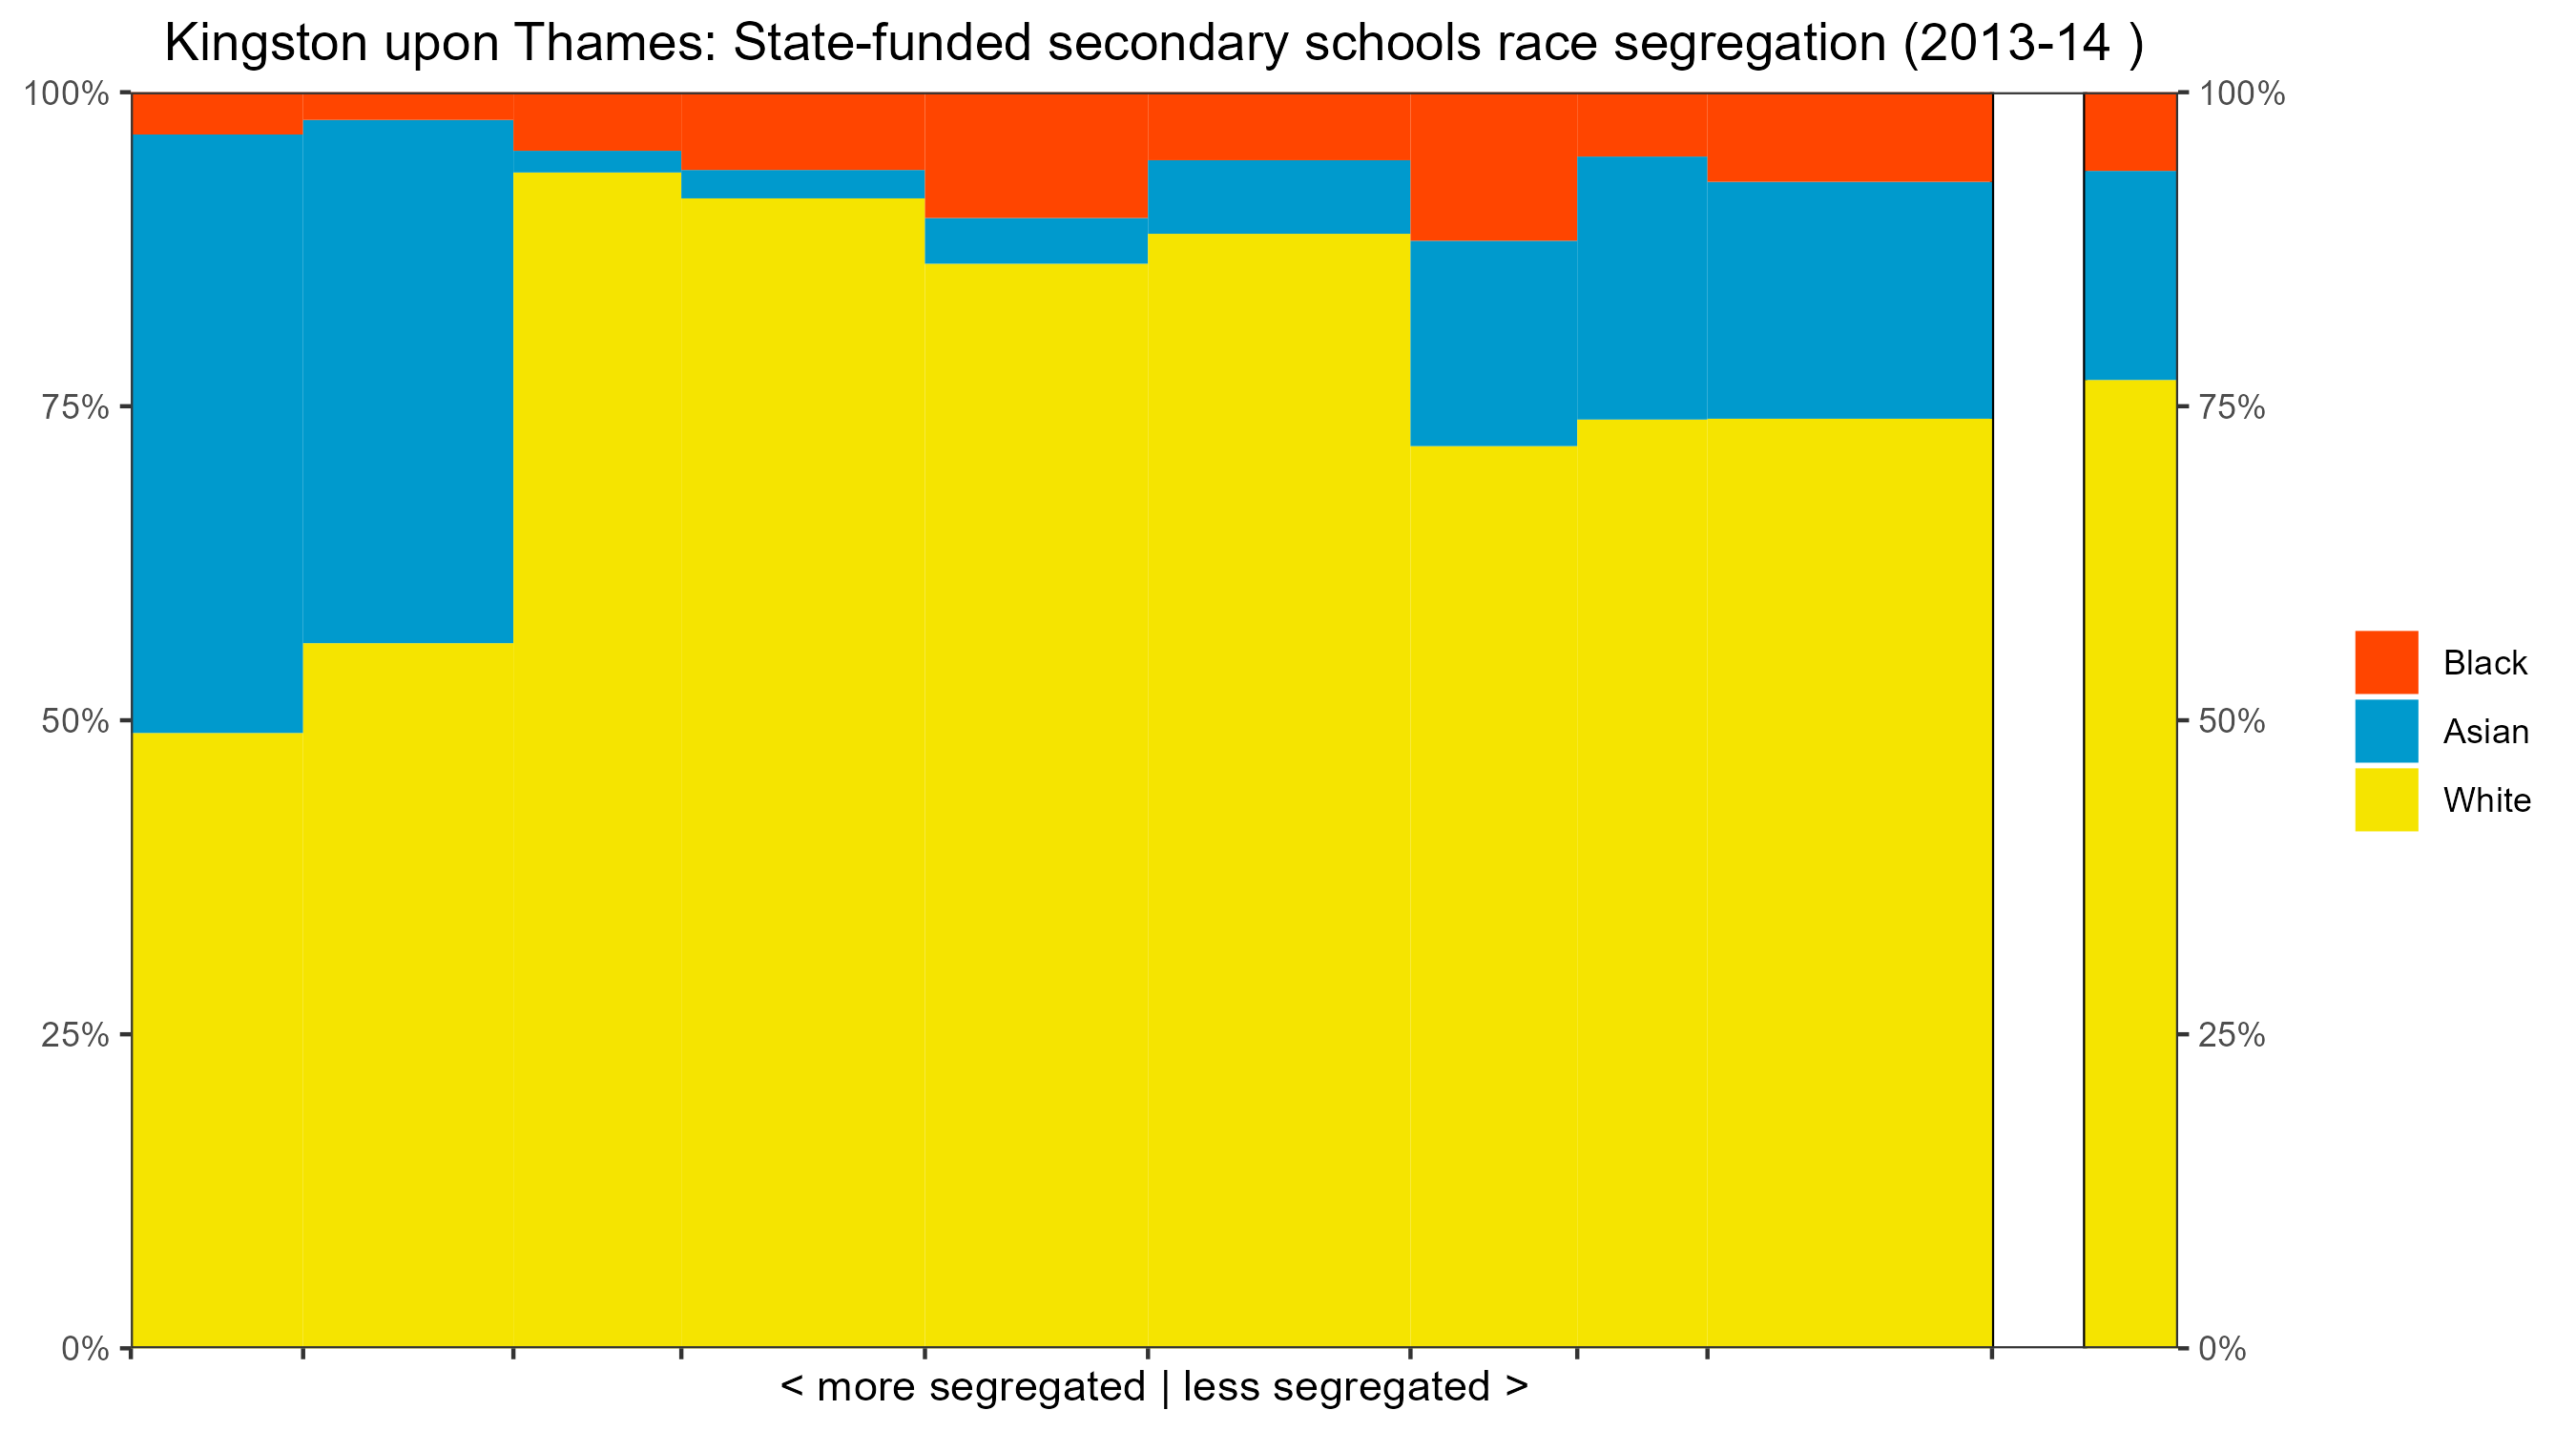 Kingston upon Thames: State-funded secondary schools race segregation (2013-14 )
100%
75%
50%
25%
0%
100%
75%
50%
25%
0%
Black
Asian
White
< more segregated | less segregated >